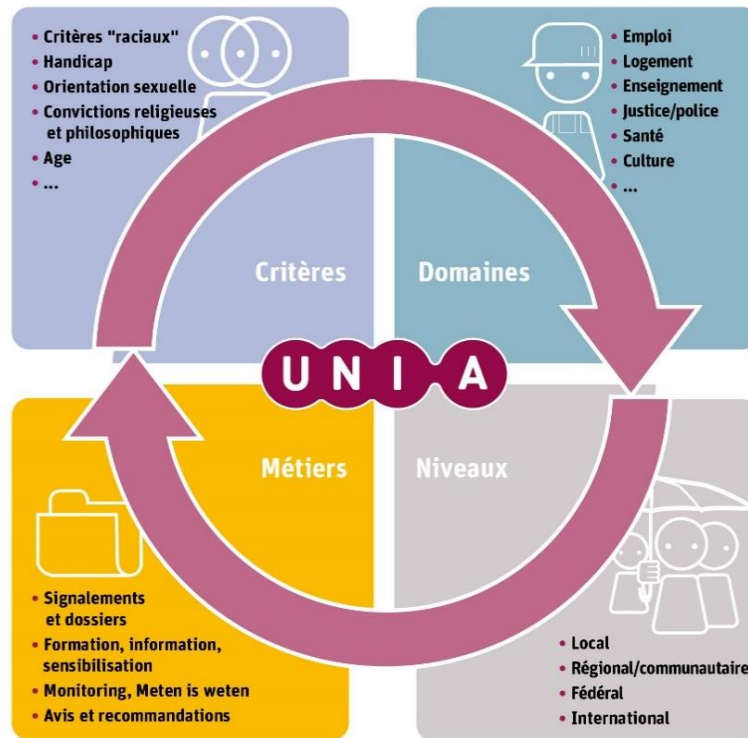 • Critères "raciaux"
• Handicap
• Orientation sexuelle
• Convictions religieuses
et philosophiques
• Age
• ...
• Emploi
• Logement
• Enseignement
• Justice/police
• Santé
• Culture
• ...
Critères
Domaines
UNIA
Métiers
Niveaux
• Signalements
et dossiers
• Formation, information,
sensibilisation
• Monitoring, Meten is weten
• Avis et recommandations
• Local
• Régional/communautaire
• Fédéral
• International